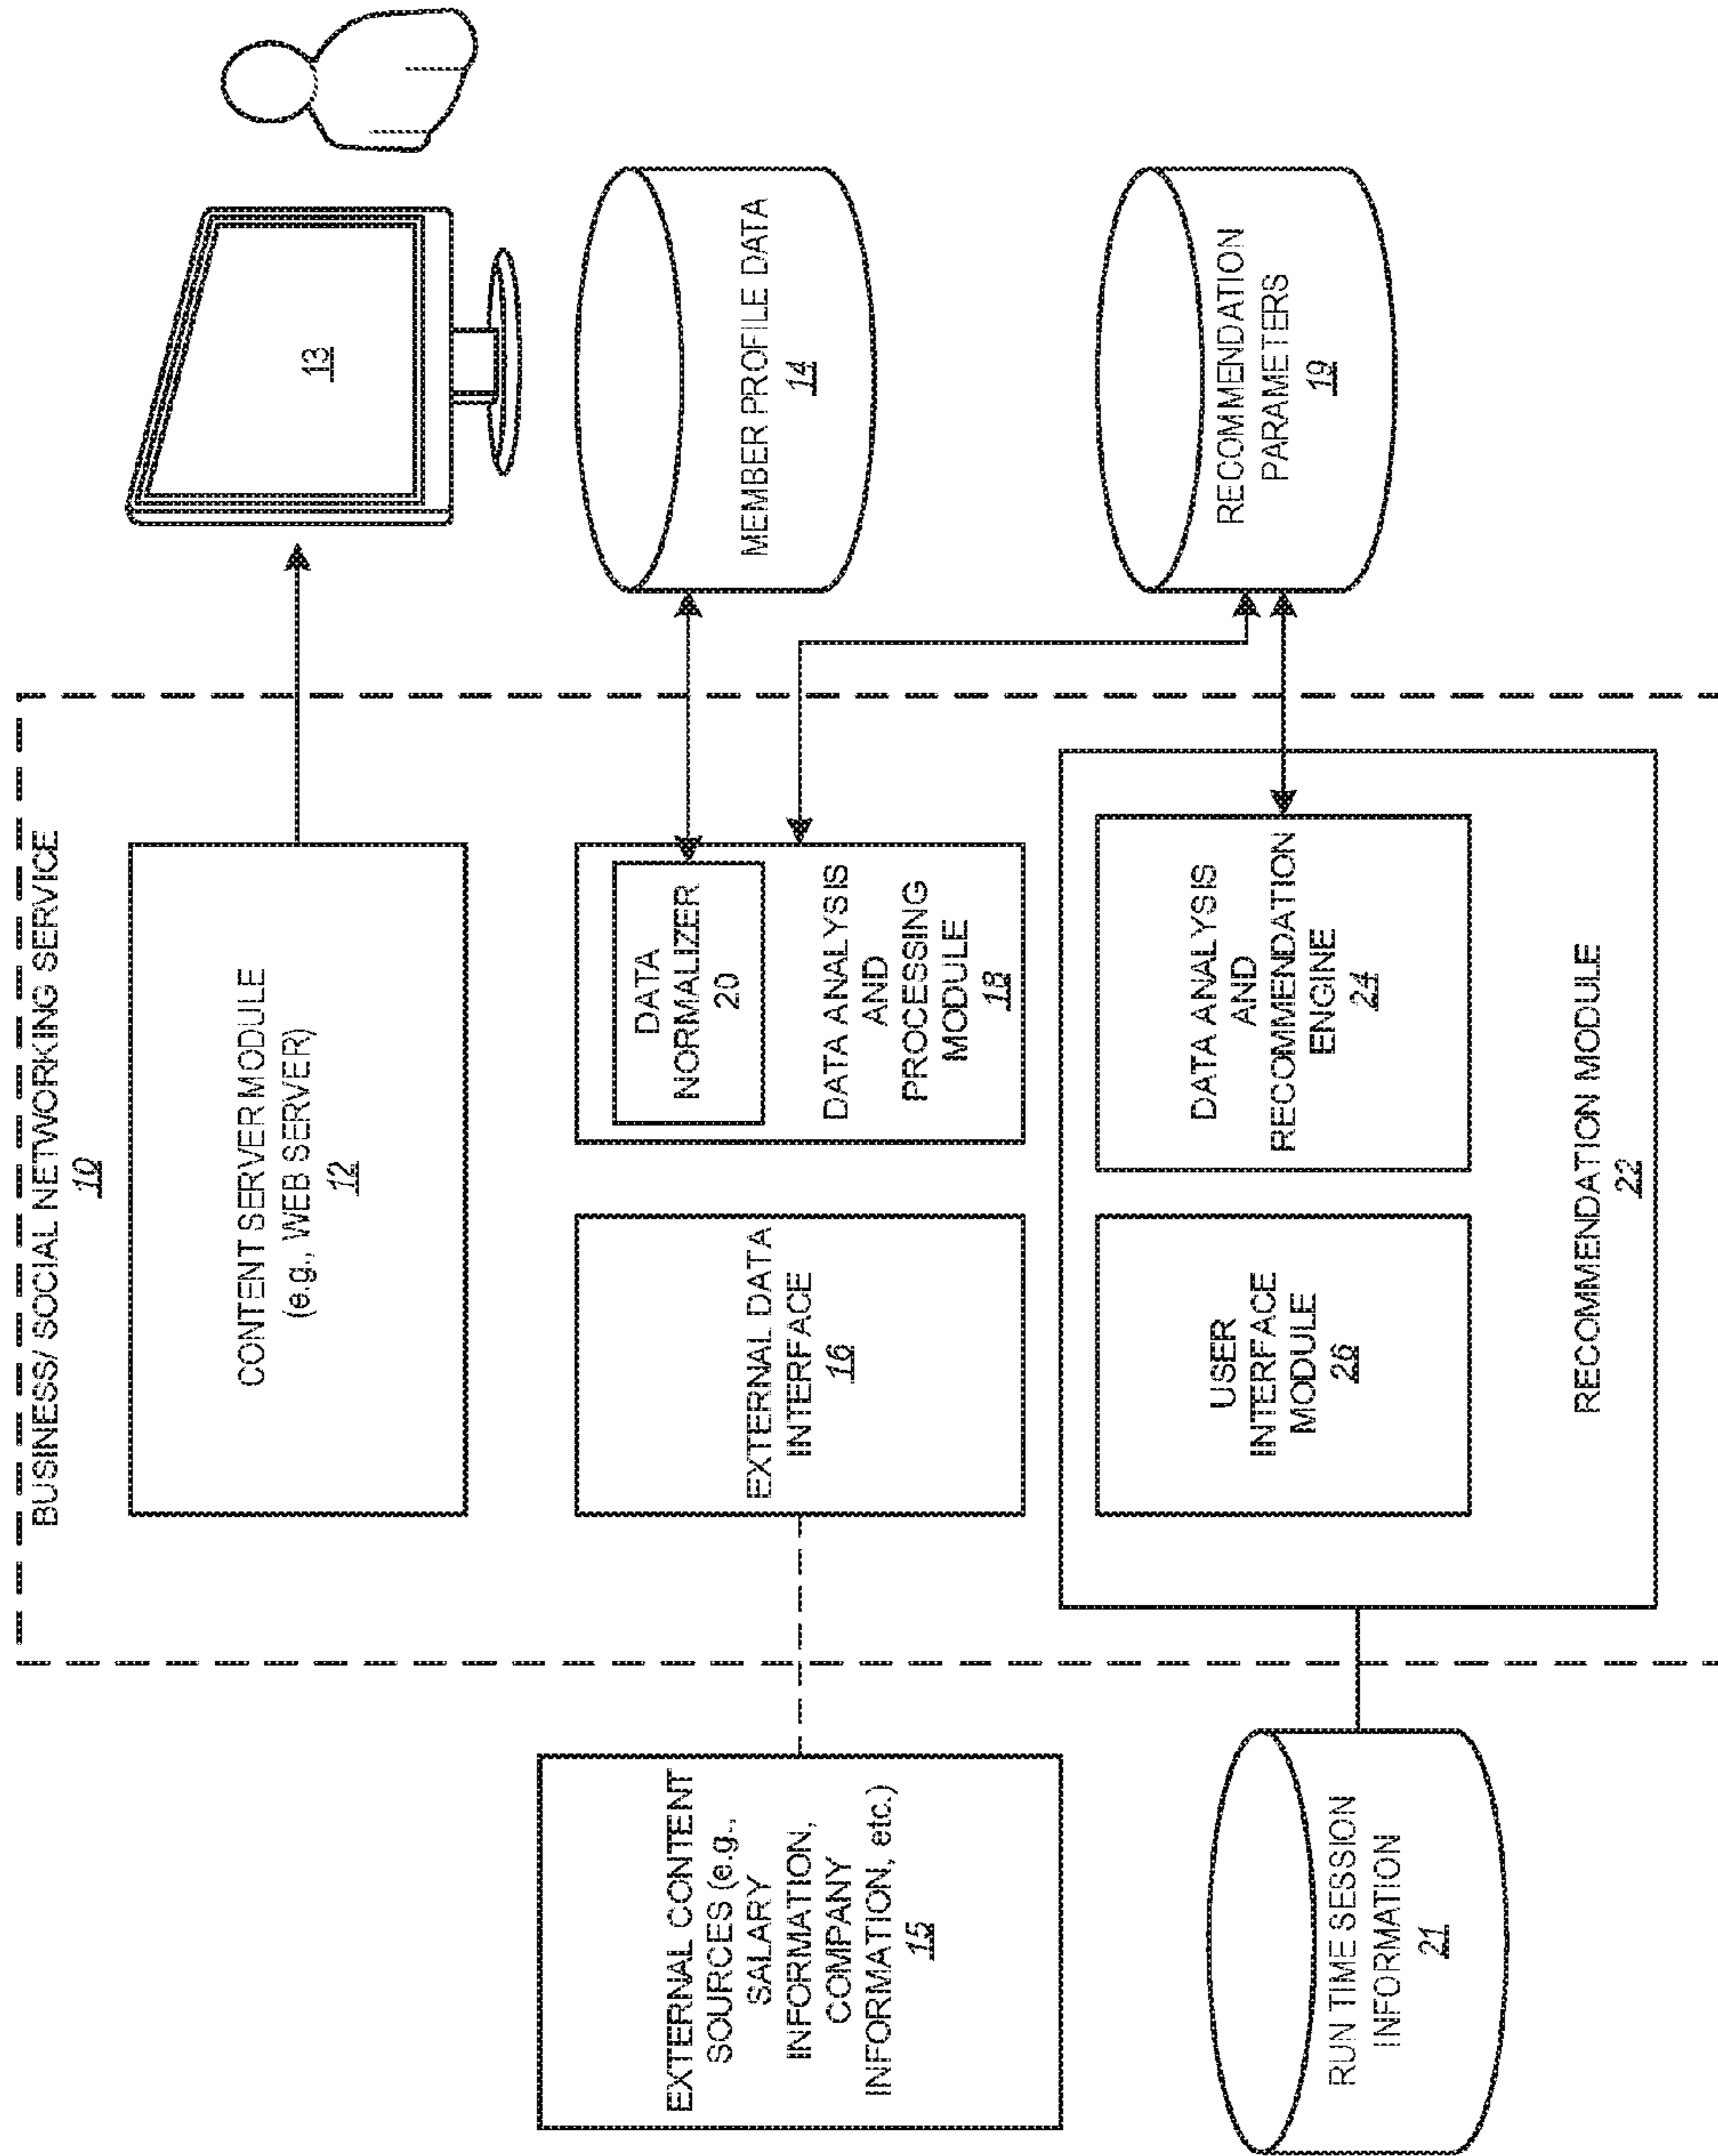 BUSINESS/ SOCIAL NETWORKING SERVICE
10
CONTENT SERVER MODULE
(e.g., WEB SERVER)
12
13
EXTERNAL CONTENT
SOURCES (e.g.,
SALARY
INFORMATION,
COMPANY
INFORMATION, etc.)
15
EXTERNAL DATA
INTERFACE
16
DATA
NORMALIZER
20
DATA ANALYSIS
AND
PROCESSING
MODULE
18
MEMBER PROFILE DATA
14
RUN TIME SESSION
INFORMATION
21
USER
INTERFACE
MODULE
26
DATA ANALYSIS
AND
RECOMMENDATION
ENGINE
24
RECOMMENDATION MODULE
22
RECOMMENDATION
PARAMETERS
19